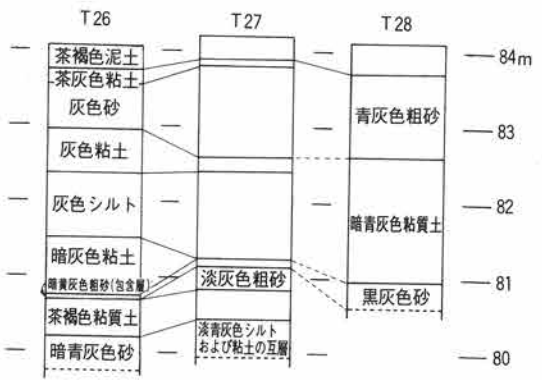 T26
T27
T28
茶褐色泥土
茶灰色粘土
灰色砂
灰色粘土
灰色シルト
暗灰色粘土
暗黄灰色粗砂(包含層)
茶褐色粘質土
暗青灰色砂
淡灰色粗砂
淡青灰色シルト
および粘土の互層
青灰色粗砂
暗青灰色粘質土
黒灰色砂
84m
83
82
81
80